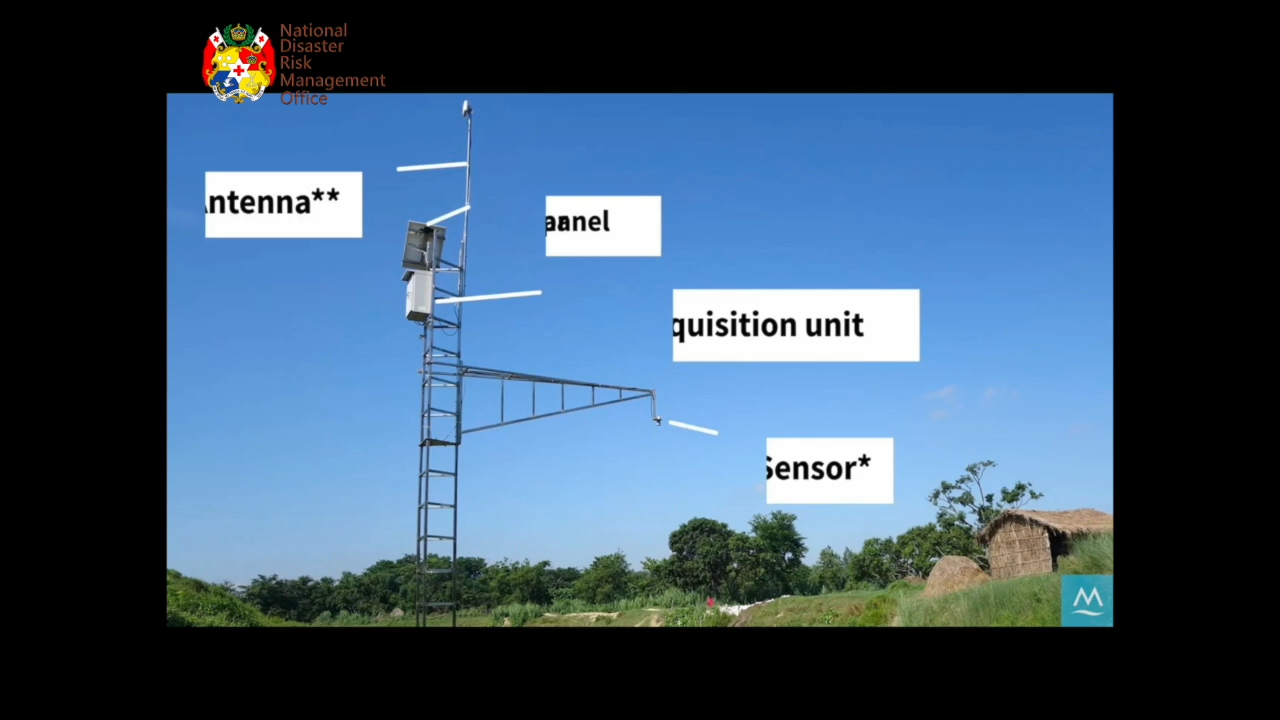 National
Disaster
Risk
Management
Office
ntenna**
anel
quisition unit
Sensor*